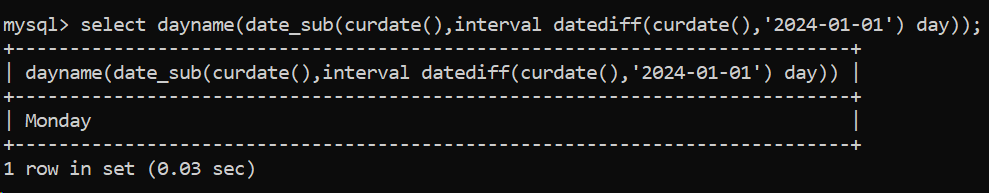 mysql> select dayname(date_sub(curdate(),interval datediff(curdate(),'2024-01-01') day));
+-------------------------------------------------------------------------+
| dayname(date_sub(curdate(),interval datediff(curdate(),'2024-01-01') day)) |
+-------------------------------------------------------------------------+
| Monday                                                                  |
+-------------------------------------------------------------------------+
1 row in set (0.03 sec)